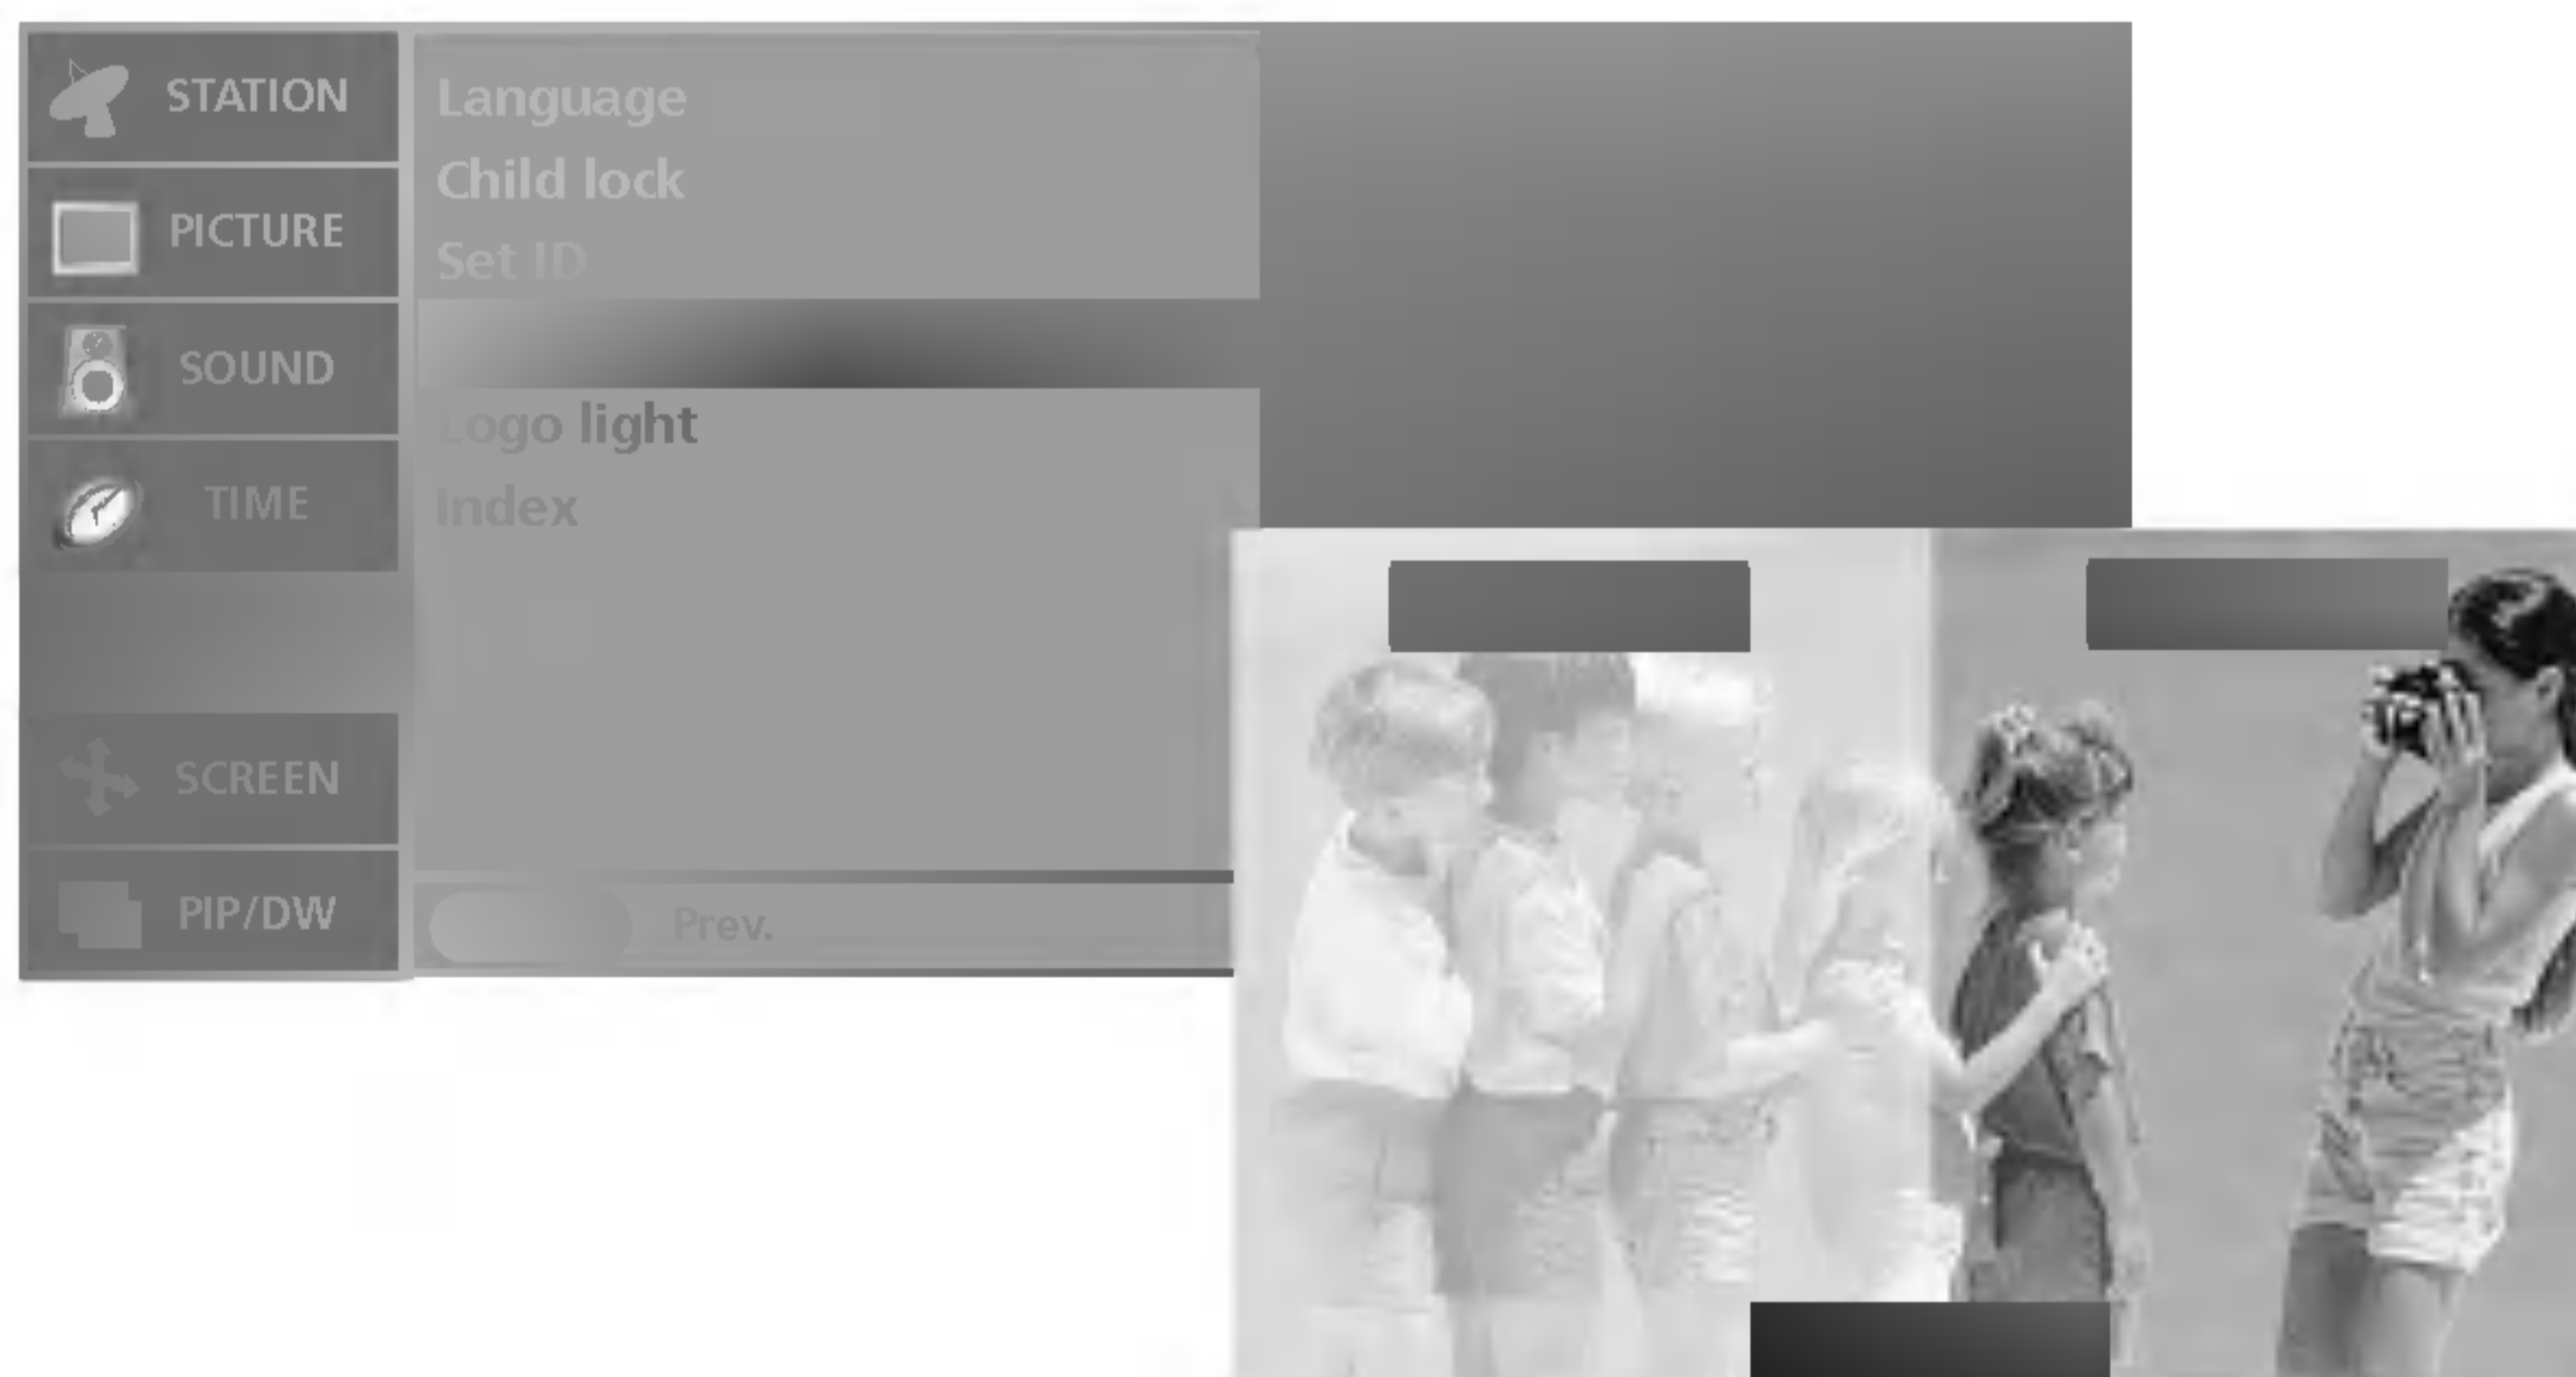 STATION
PICTURE
SOUND
TIME
SCREEN
PIP/DW
Language
Child lock
Set ID
Logo light
Index
Prev.